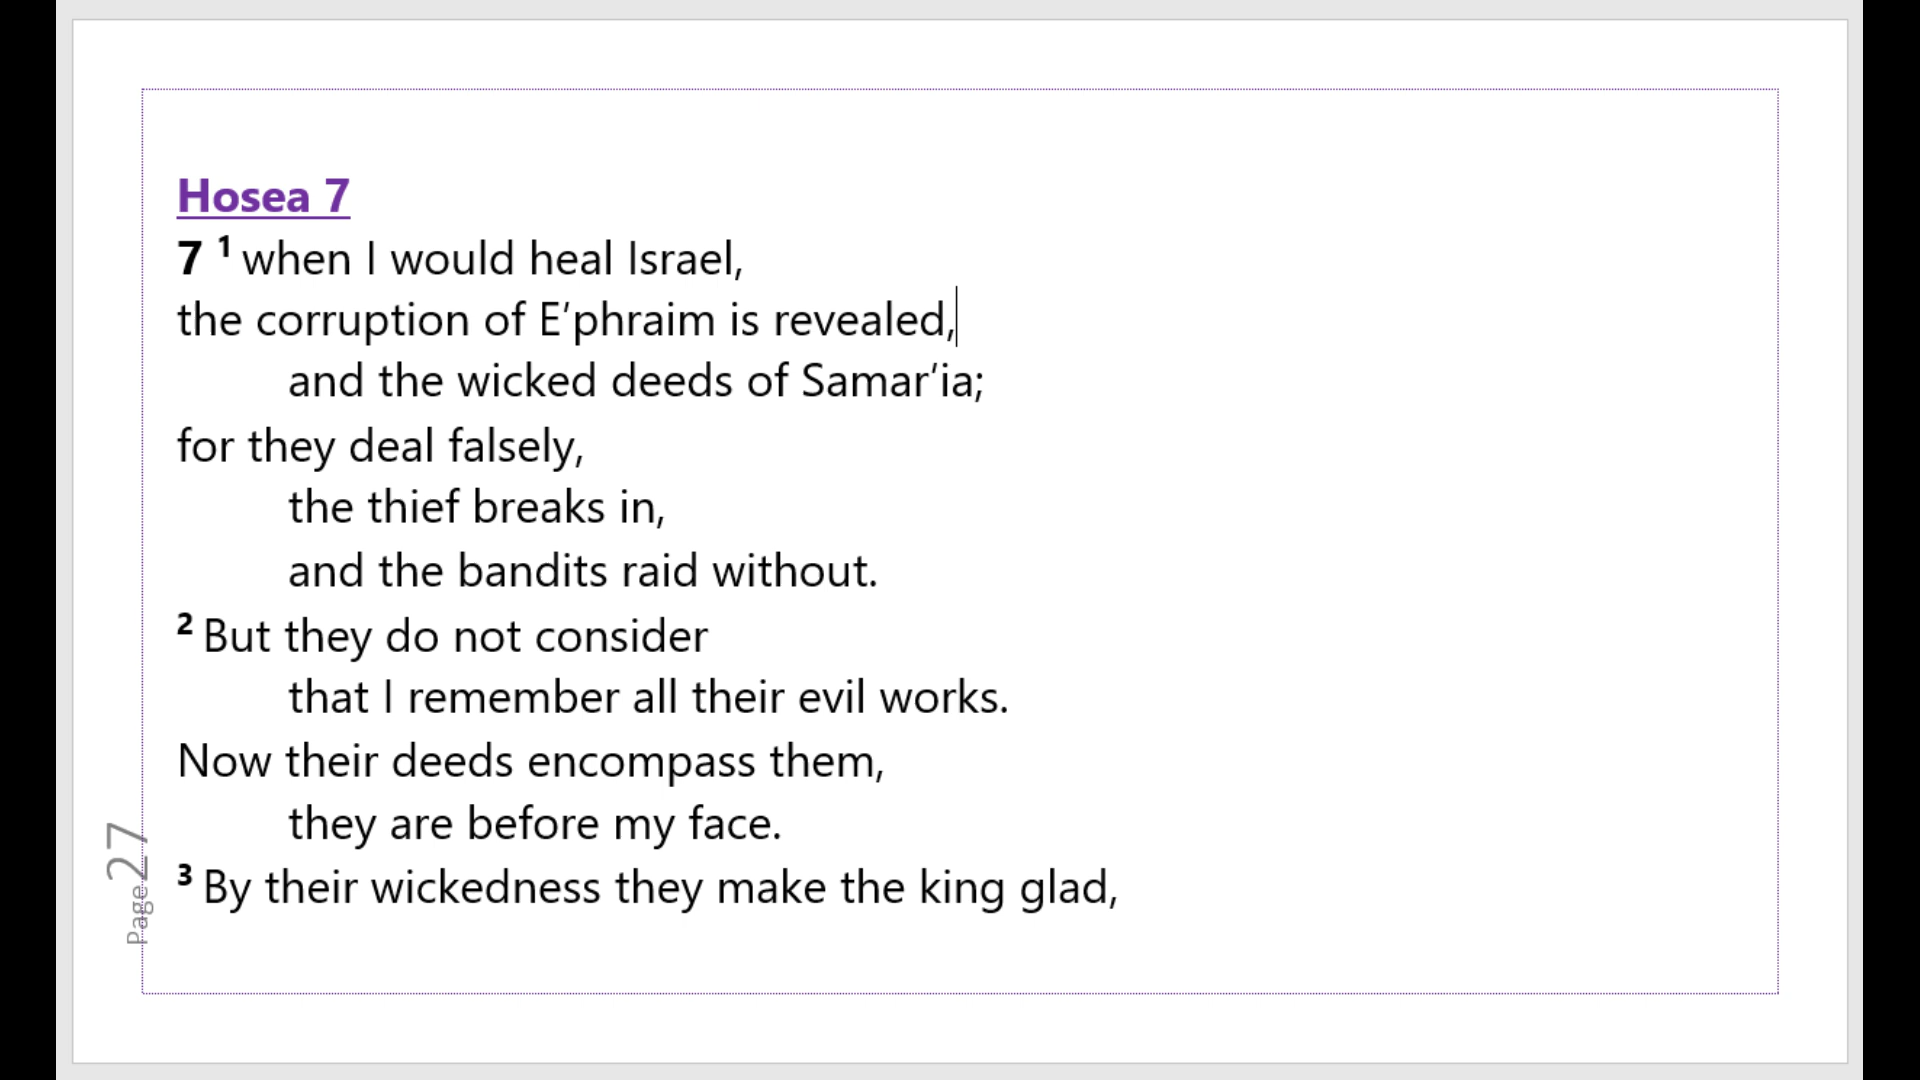 Hosea 7
7 1 when I would heal Israel,
the corruption of E′phraim is revealed,
and the wicked deeds of Samar′ia;
for they deal falsely,
the thief breaks in,
and the bandits raid without.
2 But they do not consider
that I remember all their evil works.
Now their deeds encompass them,
they are before my face.
3 By their wickedness they make the king glad,
Page 27